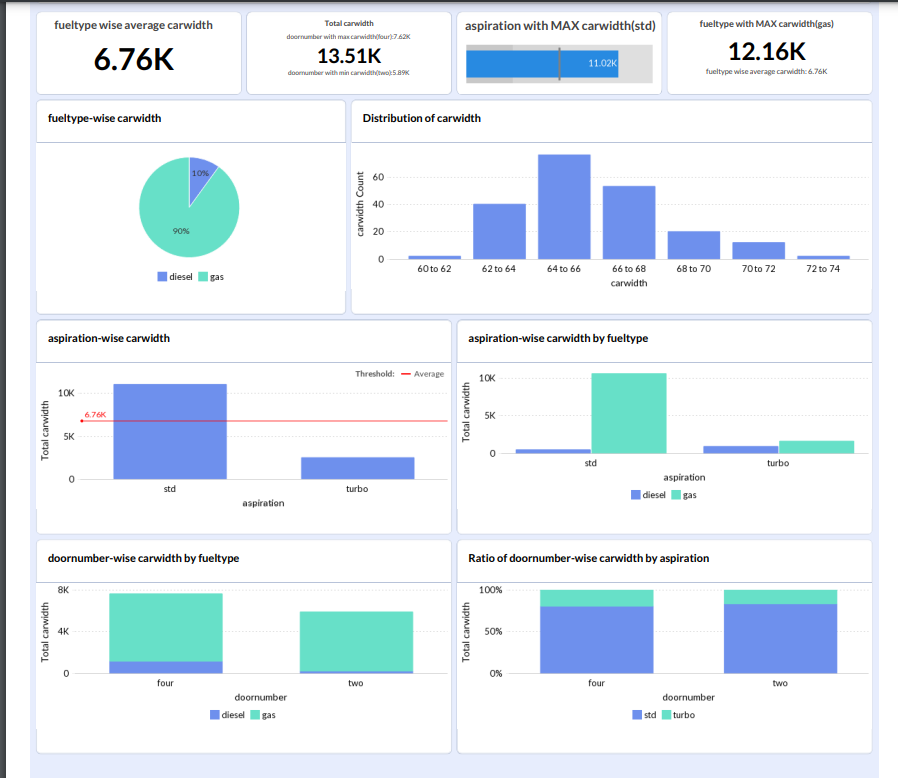 fueltype wise average carwidth
6.76K
Total carwidth
doornumber with max carwidth(four):7.62K
13.51K
doornumber with min carwidth(two):5.89K
aspiration with MAX carwidth(std)
11.02K
fueltype with MAX carwidth(gas)
12.16K
fueltype wise average carwidth: 6.76K
fueltype-wise carwidth
10%
90%
diesel gas
Distribution of carwidth
carwidth Count
60
40
20
0
60 to 62 62 to 64 64 to 66 66 to 68 68 to 70 70 to 72 72 to 74
carwidth
aspiration-wise carwidth
Threshold: Average
Total carwidth
10K
6.76K
5K
0
std turbo
aspiration
aspiration-wise carwidth by fueltype
Total carwidth
10K
5K
0
std turbo
aspiration
diesel gas
doornumber-wise carwidth by fueltype
Total carwidth
8K
4K
0
four two
doornumber
diesel gas
Ratio of doornumber-wise carwidth by aspiration
Total carwidth
100%
50%
0%
four two
doornumber
std turbo